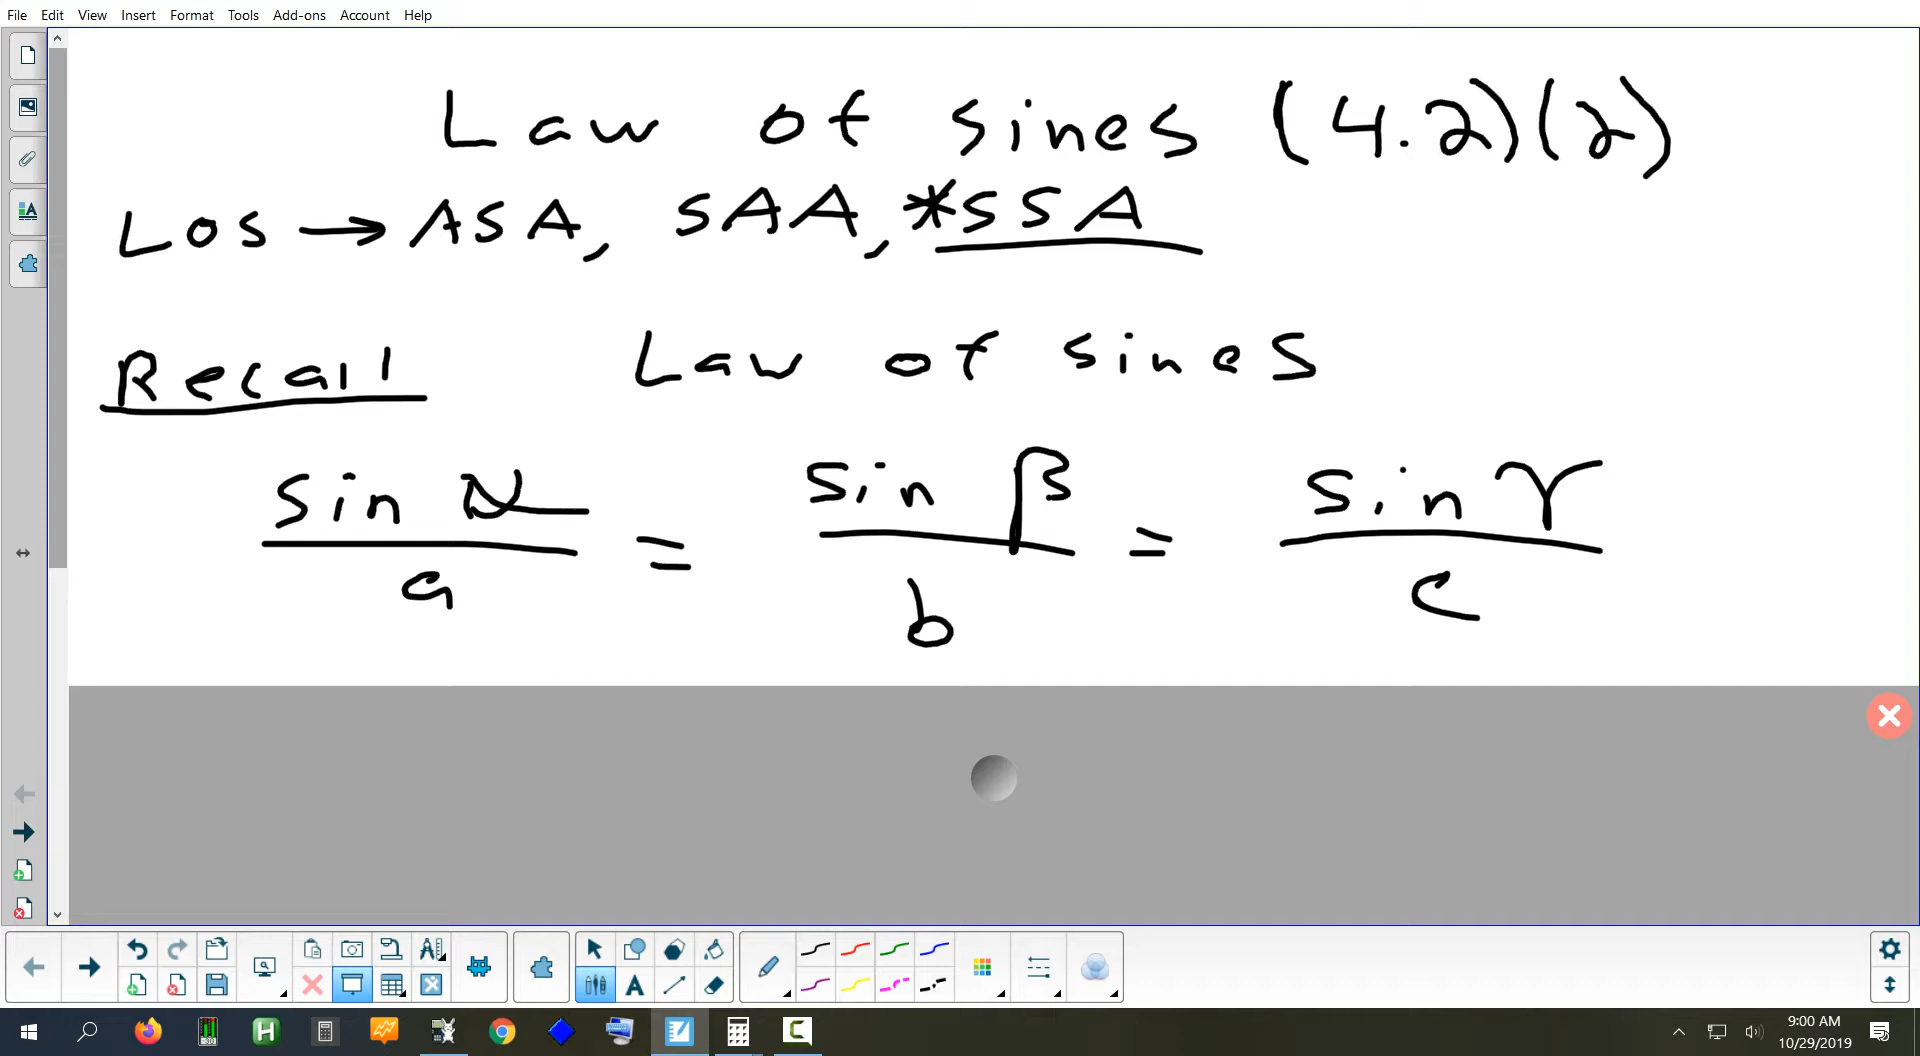 File Edit View Insert Format Tools Add-ons Account Help
Law of sines (4.2)(2)
LOS → ASA, SAA, *SSA
Recall Law of sines
sin α / a = sin β / b = sin γ / c
9:00 AM
10/29/2019